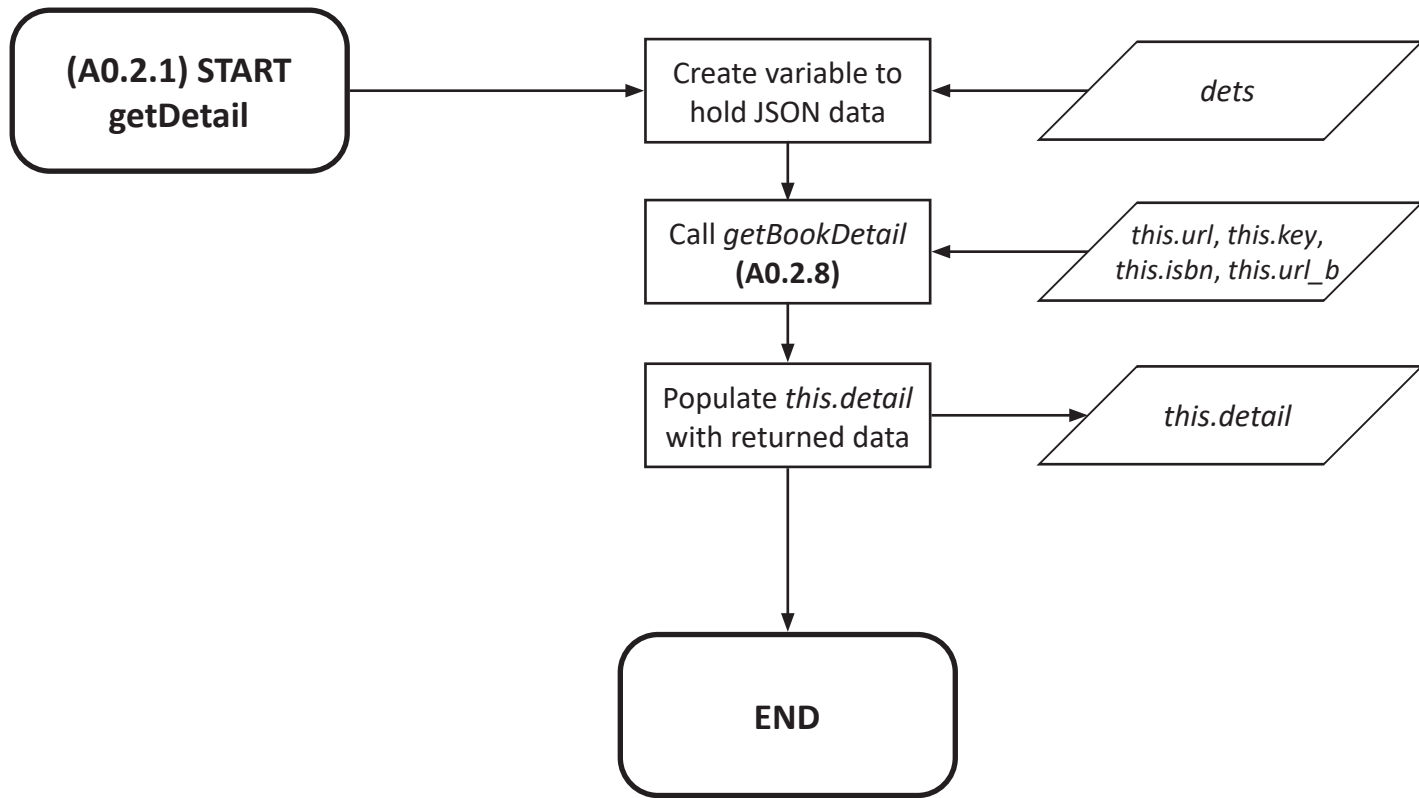 (A0.2.1) START
getDetail
Create variable to
hold JSON data
dets
Call getBookDetail
(A0.2.8)
this.url, this.key,
this.isbn, this.url_b
Populate this.detail
with returned data
this.detail
END